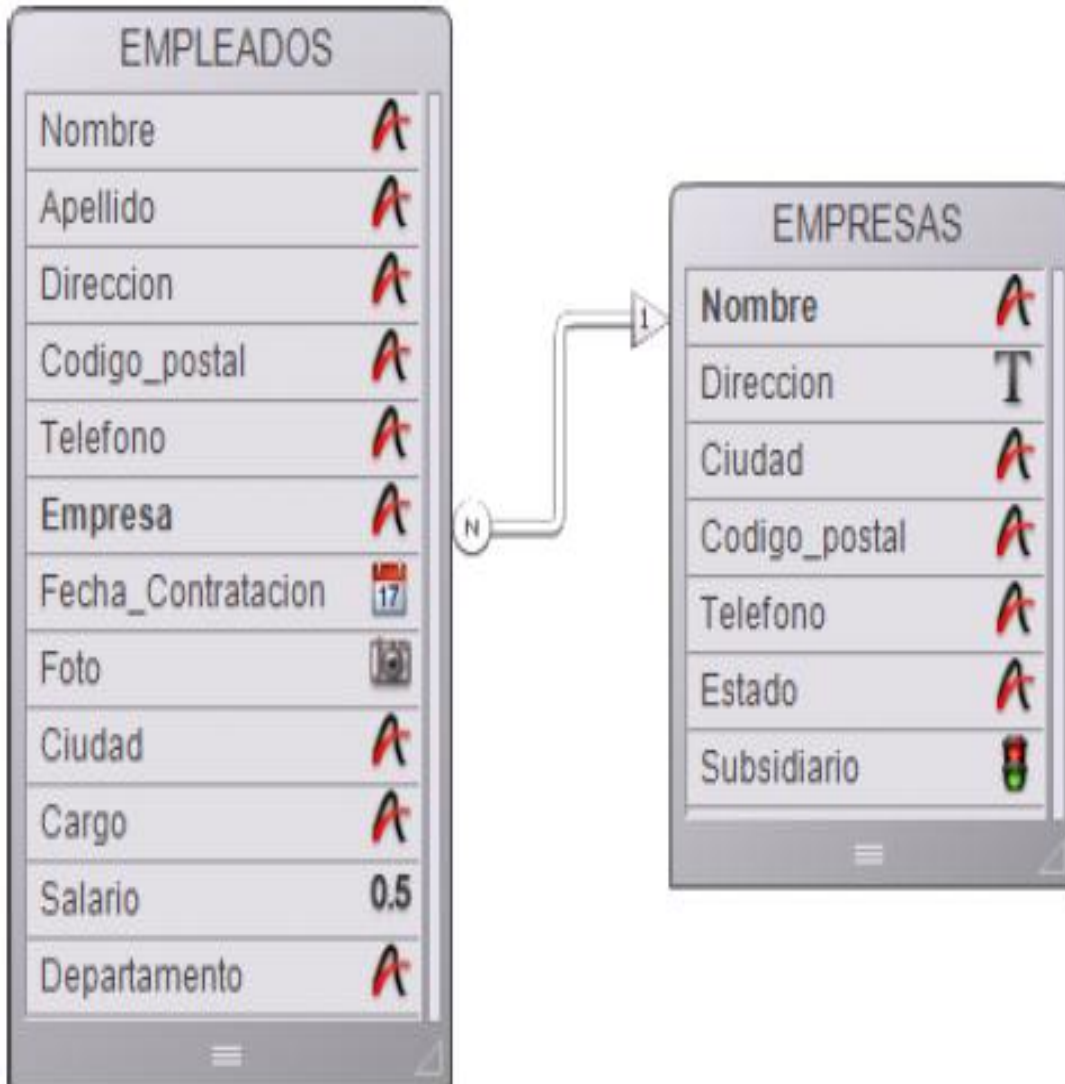 EMPLEADOS
Nombre
Apellido
Direccion
Codigo_postal
Telefono
Empresa
Fecha_Contratacion
17
Foto
Ciudad
Cargo
Salario 0.5
Departamento
N
1
EMPRESAS
Nombre
Direccion T
Ciudad
Codigo_postal
Telefono
Estado
Subsidiario